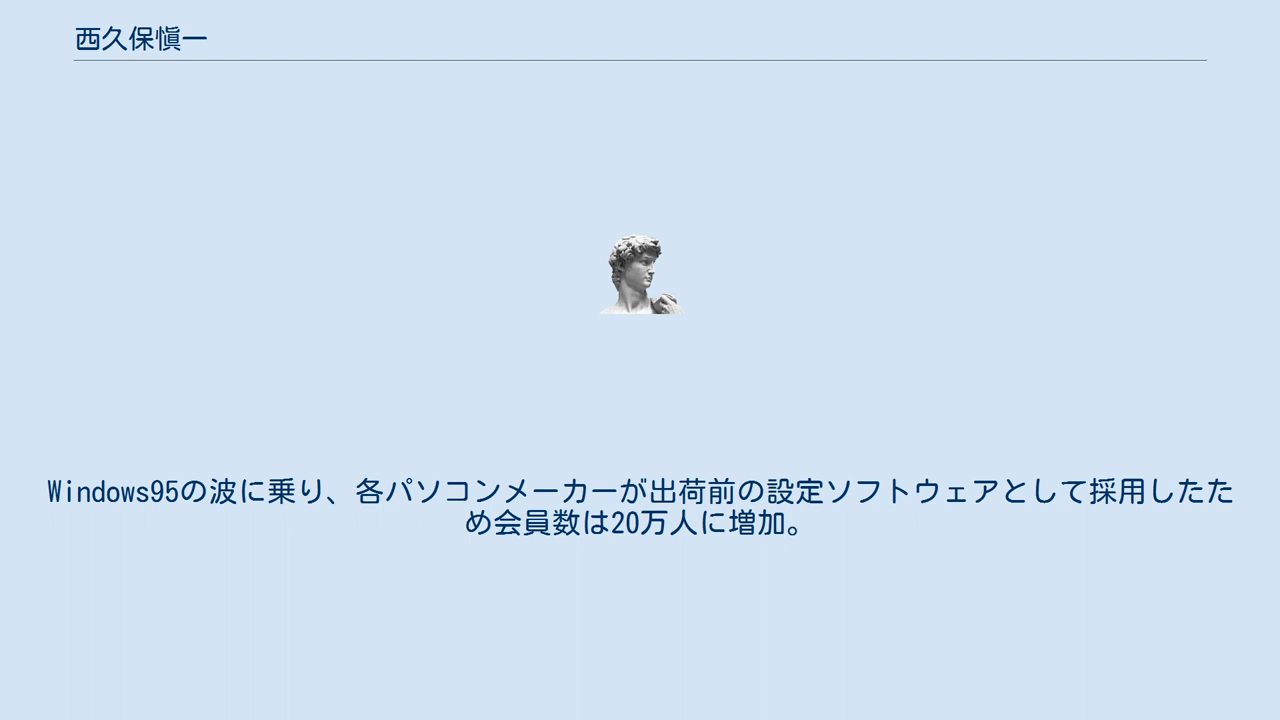 西久保愼一
Windows95の波に乗り、各パソコンメーカーが出荷前の設定ソフトウェアとして採用したた
め会員数は20万人に増加。